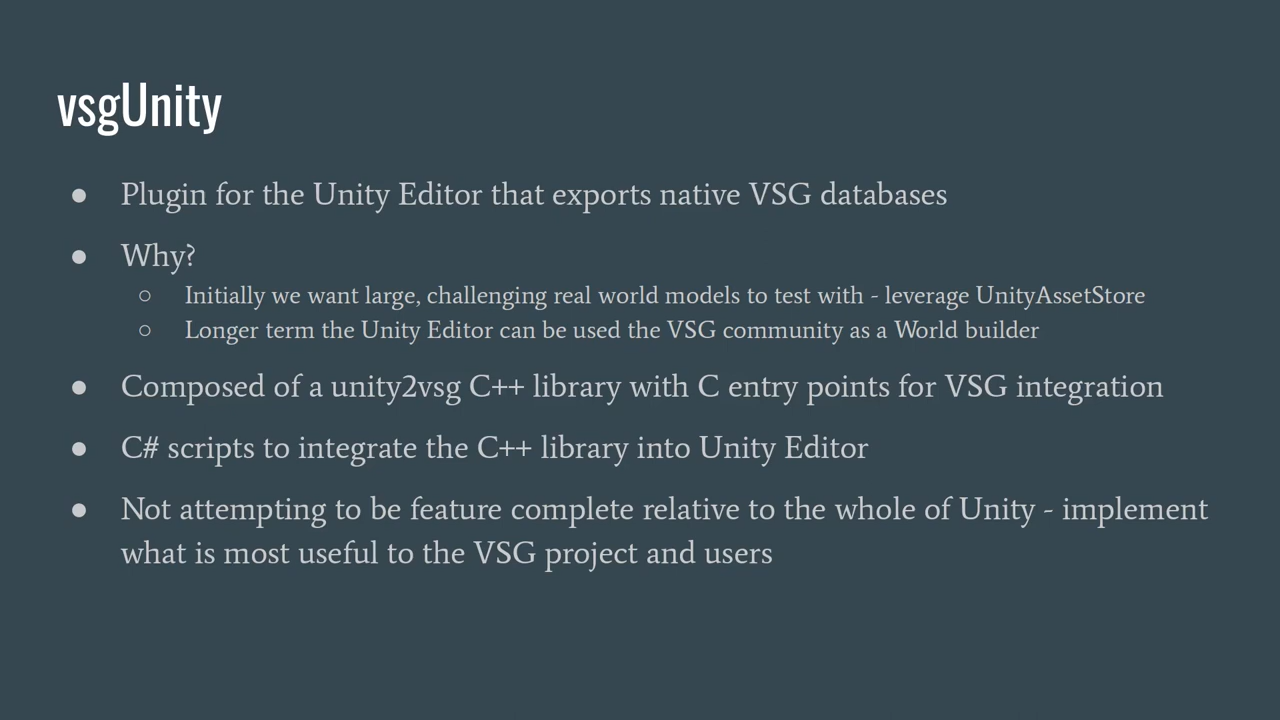 vsgUnity
● Plugin for the Unity Editor that exports native VSG databases
● Why?
○ Initially we want large, challenging real world models to test with - leverage UnityAssetStore
○ Longer term the Unity Editor can be used the VSG community as a World builder
● Composed of a unity2vsg C++ library with C entry points for VSG integration
● C# scripts to integrate the C++ library into Unity Editor
● Not attempting to be feature complete relative to the whole of Unity - implement
what is most useful to the VSG project and users